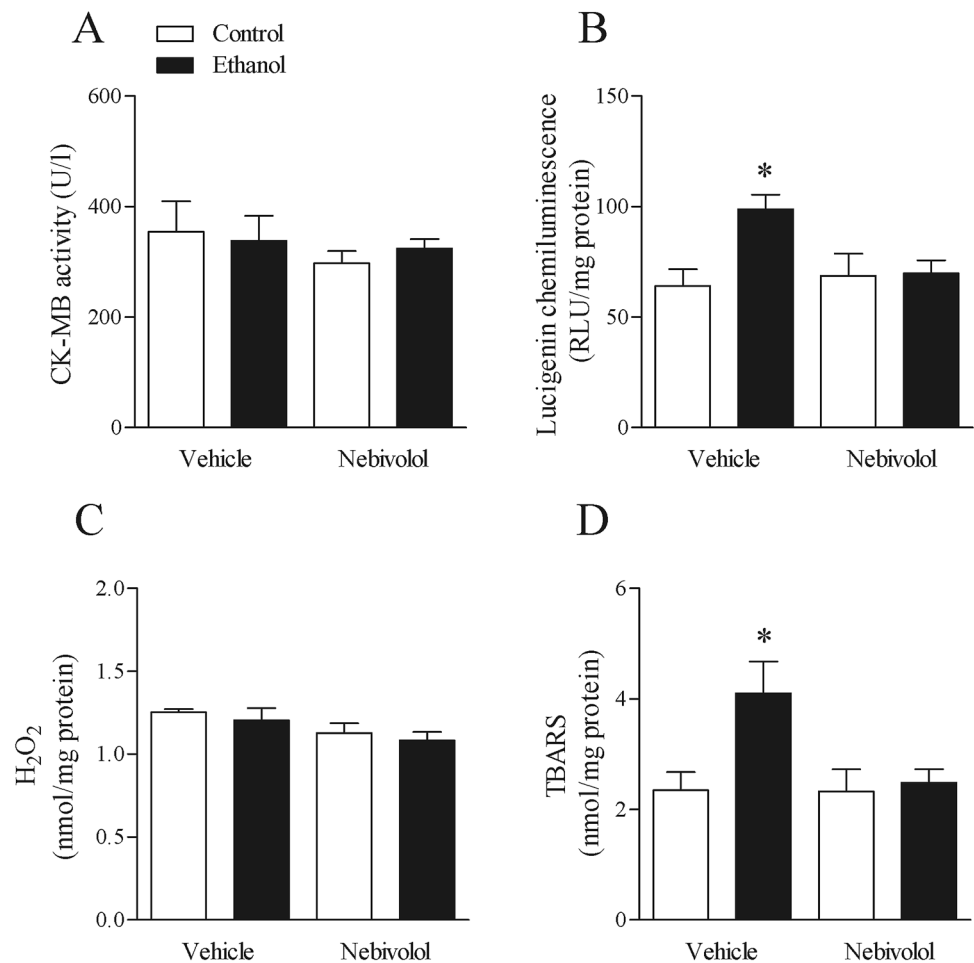 A
Control
Ethanol
CK-MB activity (U/l)
600
400
200
0
Vehicle Nebivolol
B
Lucigenin chemiluminescence
(RLU/mg protein)
150
100
50
0
*
Vehicle Nebivolol
C
H₂O₂
(nmol/mg protein)
2.0
1.5
1.0
0.5
0.0
Vehicle Nebivolol
D
TBARS
(nmol/mg protein)
6
4
2
0
*
Vehicle Nebivolol